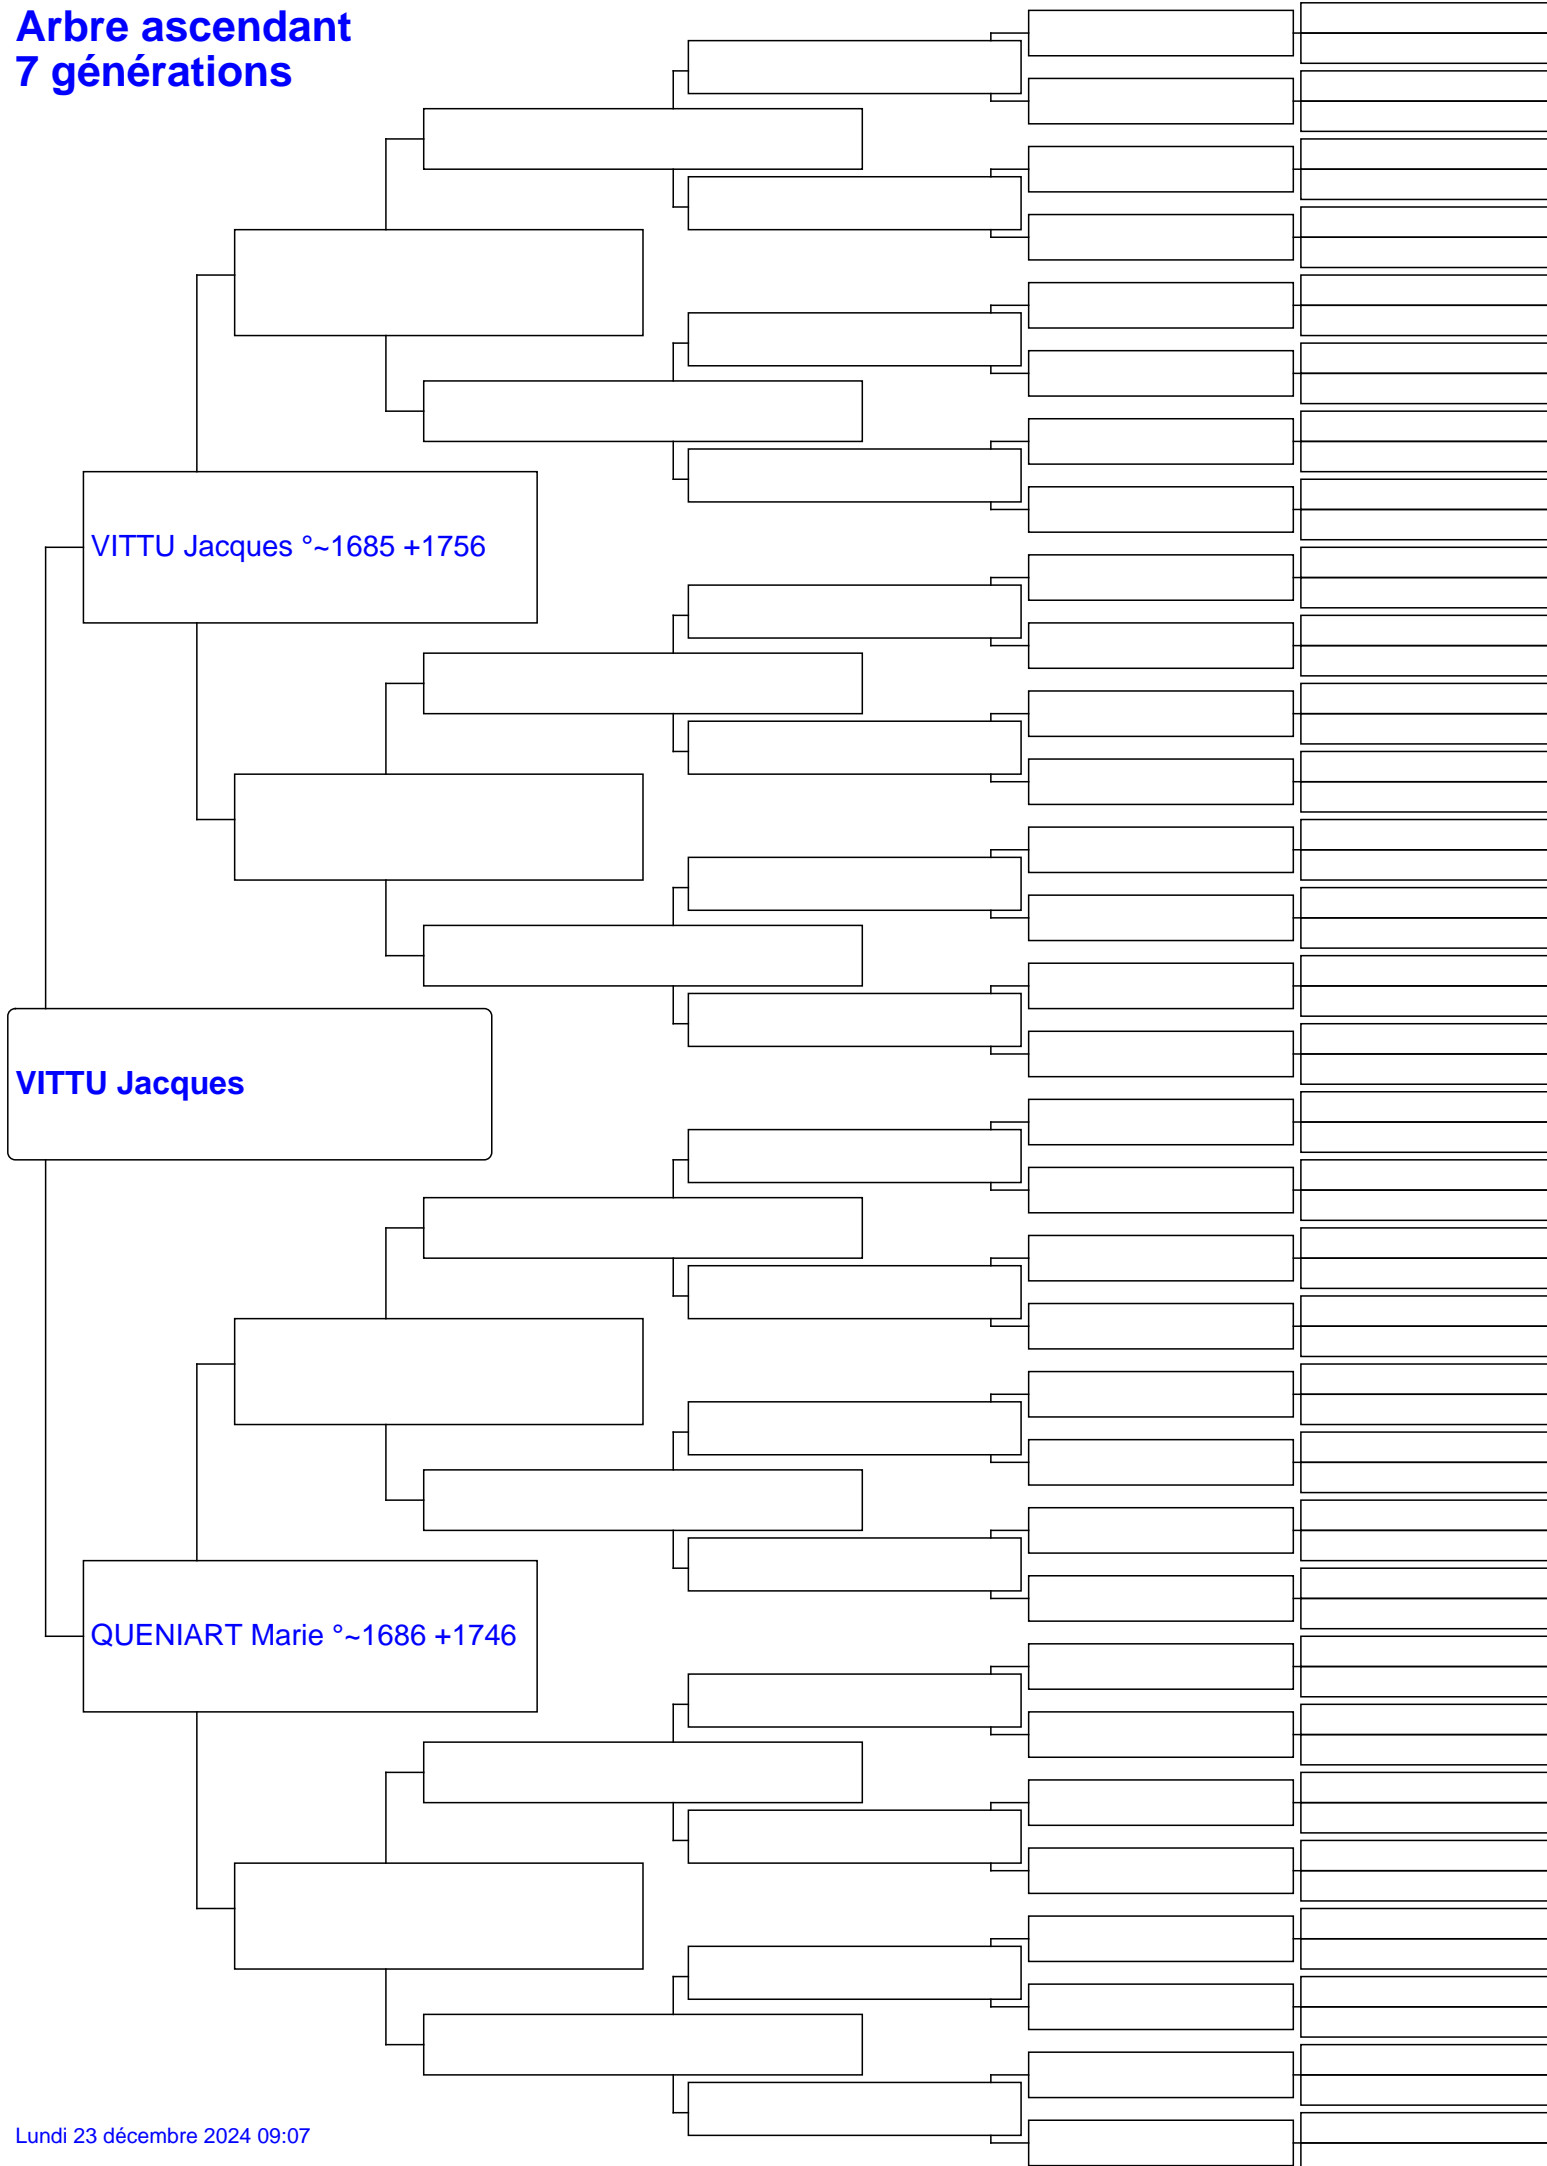 Arbre ascendant
7 générations
VITTU Jacques °~1685 +1756
VITTU Jacques
QUENIART Marie °~1686 +1746
Lundi 23 décembre 2024 09:07